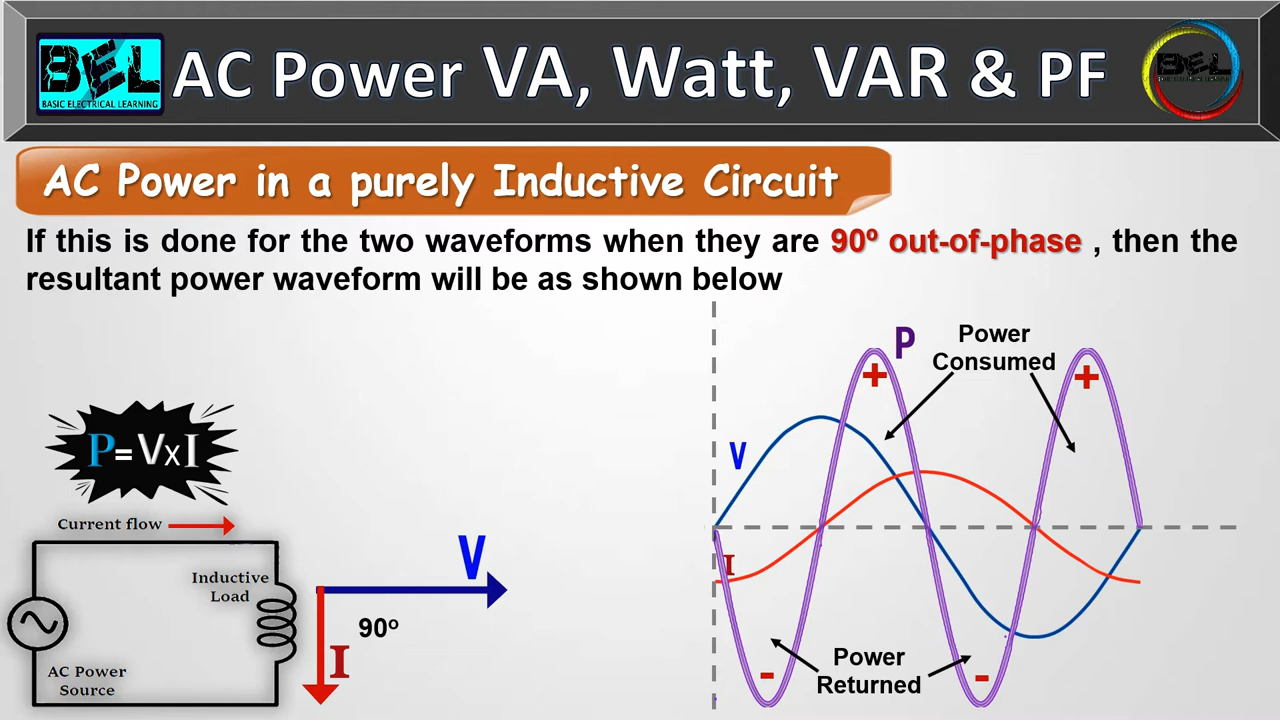 BEL
BASIC ELECTRICAL LEARNING
AC Power VA, Watt, VAR & PF
BEL
AC Power in a purely Inductive Circuit
If this is done for the two waveforms when they are 90º out-of-phase , then the
resultant power waveform will be as shown below
P=VxI
Current flow
Inductive
Load
AC Power
Source
V
90º
I
P
Power
Consumed
+
+
V
I
Power
Returned
-
-